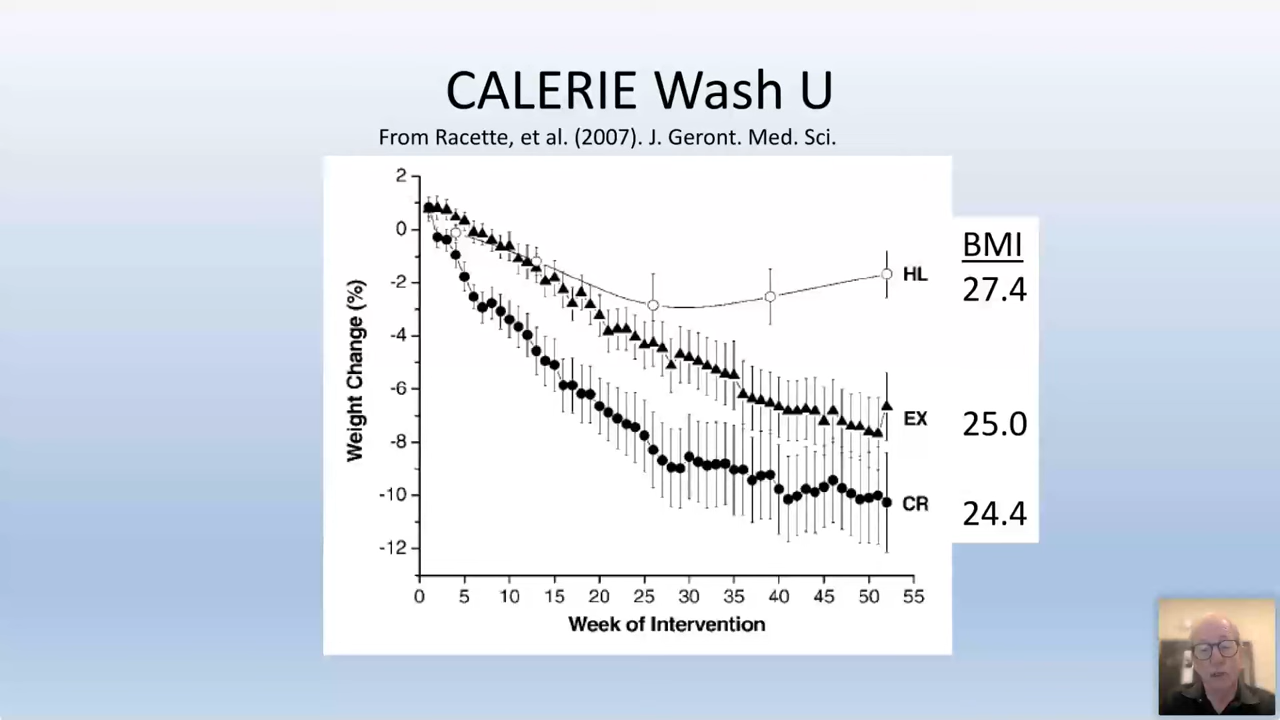 CALERIE Wash U
From Racette, et al. (2007). J. Geront. Med. Sci.
2
0
-2
-4
-6
-8
-10
-12
Weight Change (%)
0 5 10 15 20 25 30 35 40 45 50 55
Week of Intervention
HL
EX
CR
BMI
27.4
25.0
24.4